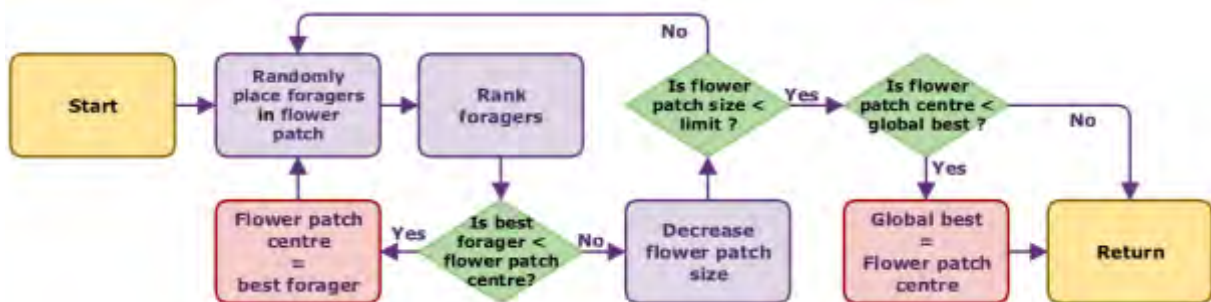 Start
Randomly
place foragers
in flower
patch
Rank
foragers
Is best
forager <
flower patch
centre?
Yes
Flower patch
centre
=
best forager
No
Decrease
flower patch
size
Is flower
patch size <
limit ?
No
Yes
Is flower
patch centre <
global best ?
No
Yes
Global best
=
Flower patch
centre
Return